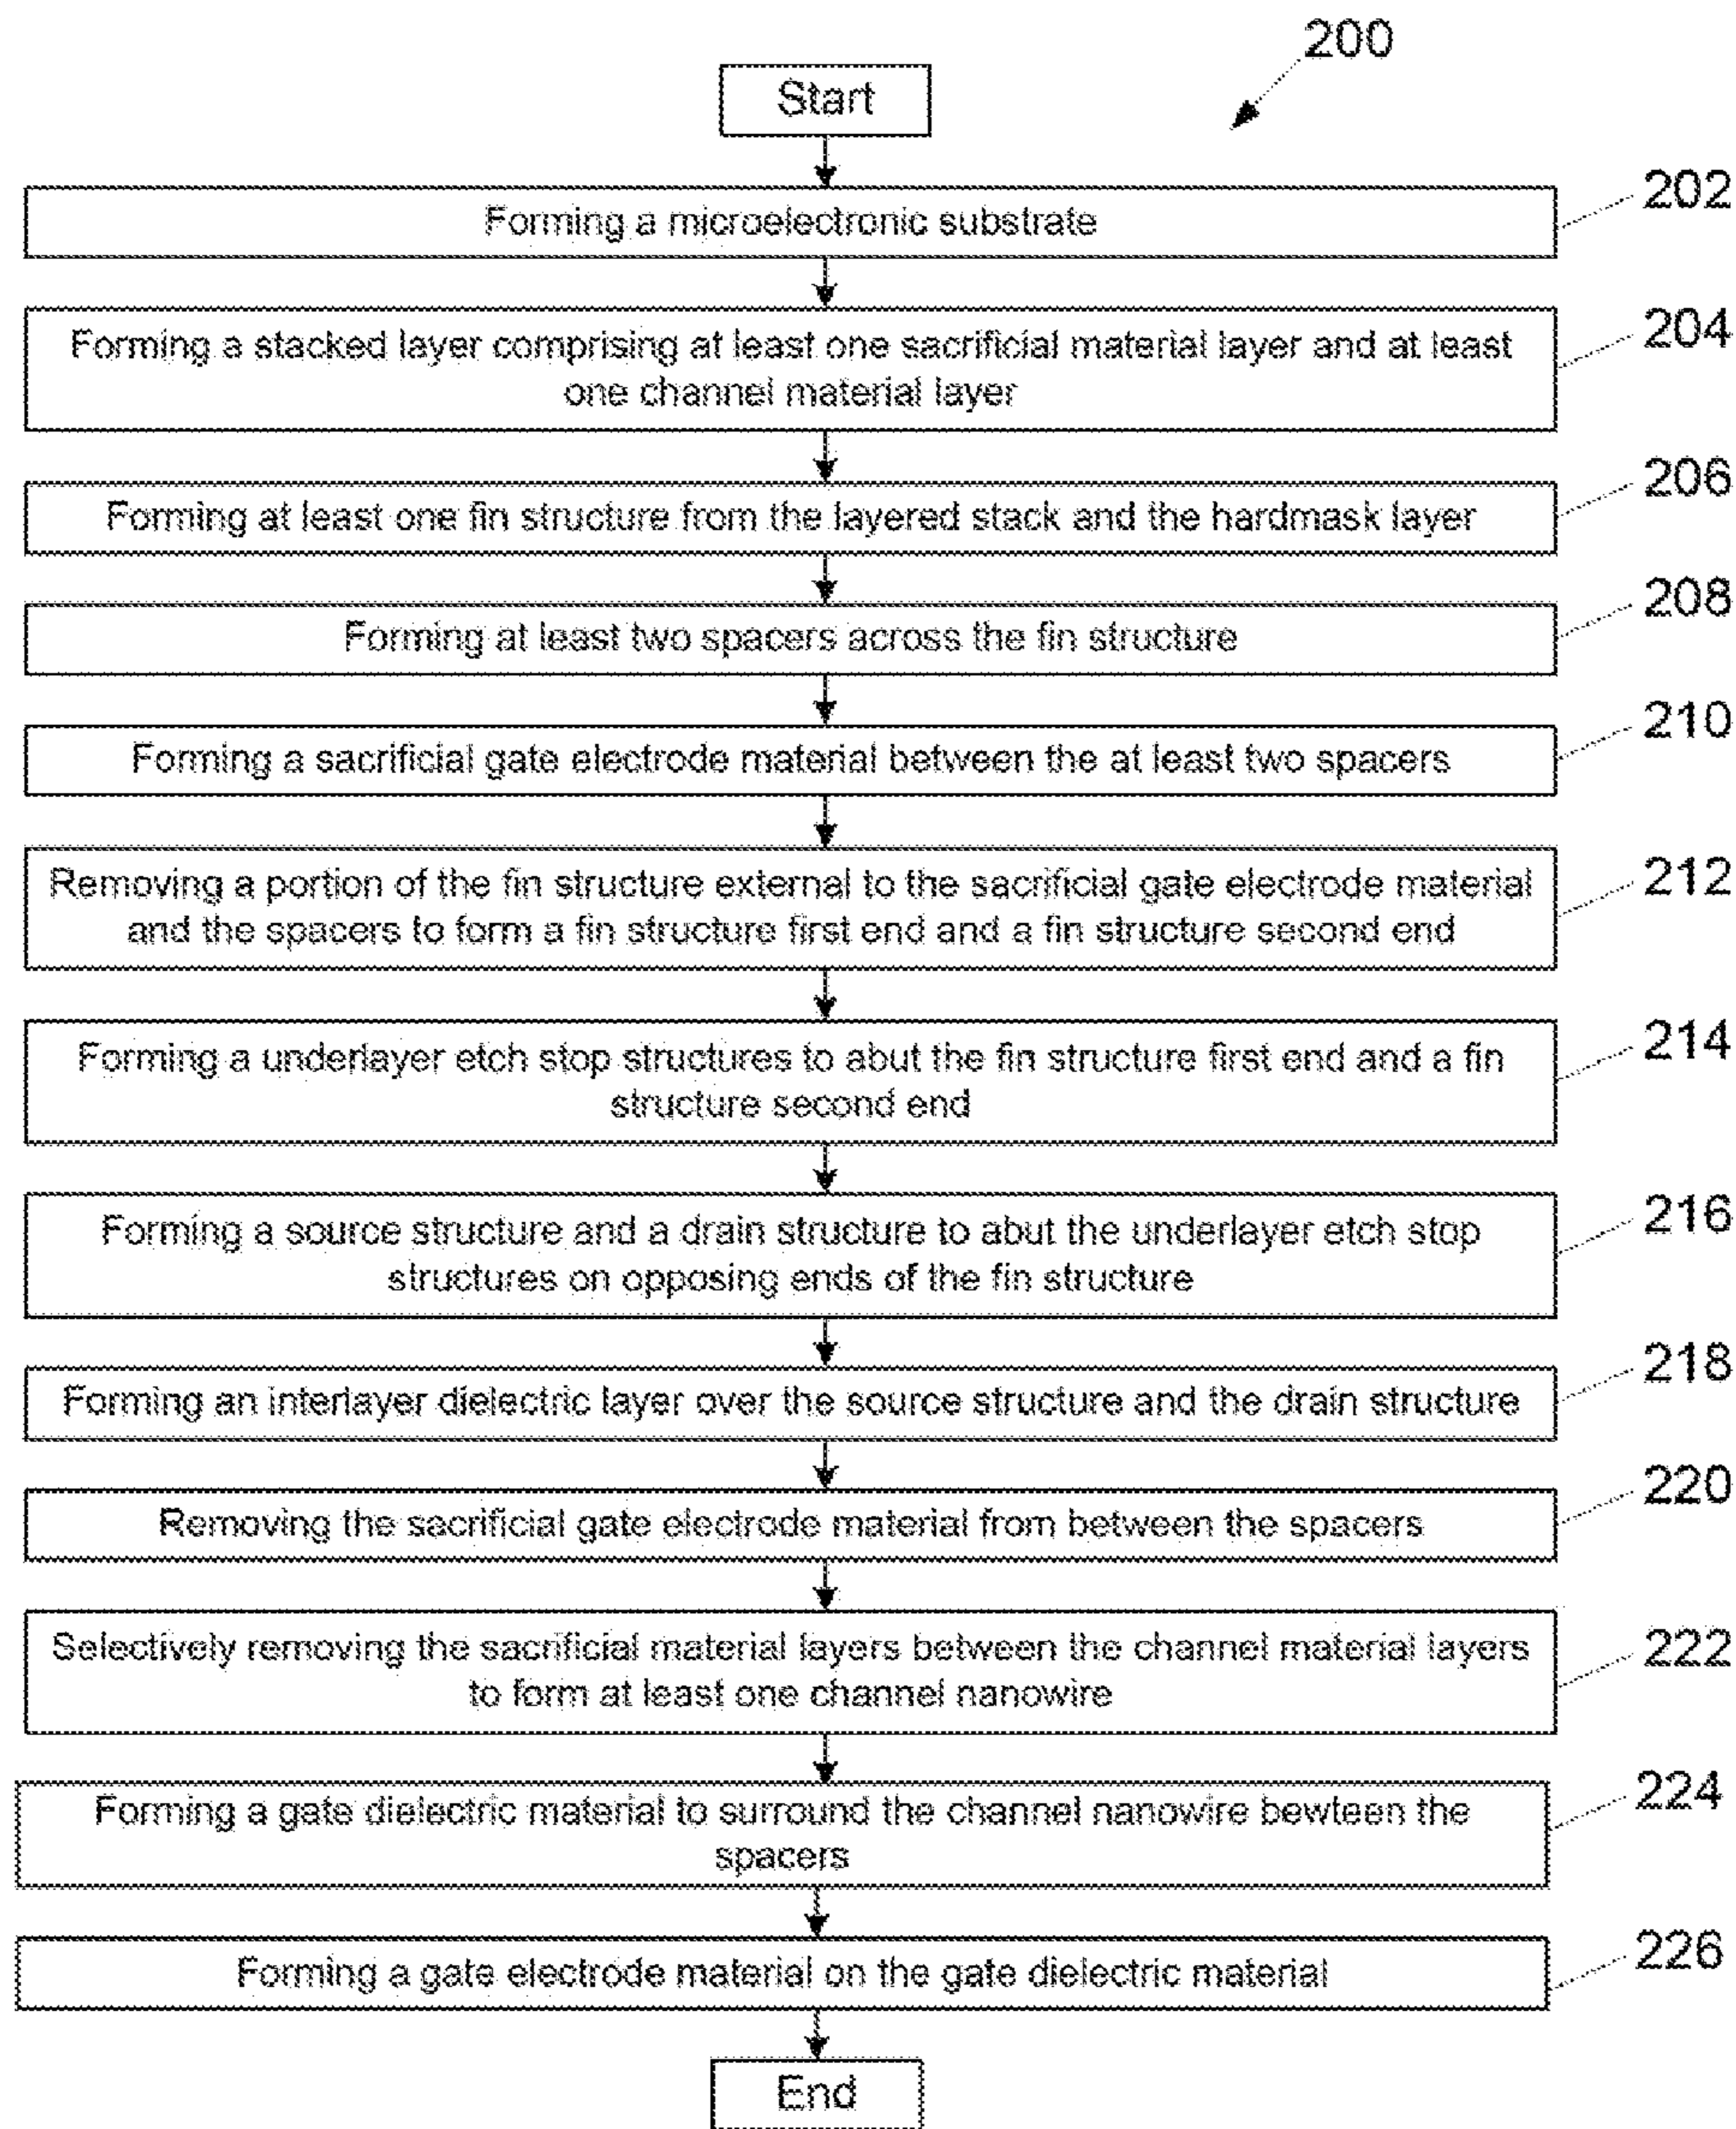 200
Start
202
Forming a microelectronic substrate
204
Forming a stacked layer comprising at least one sacrificial material layer and at least
one channel material layer
206
Forming at least one fin structure from the layered stack and the hardmask layer
208
Forming at least two spacers across the fin structure
210
Forming a sacrificial gate electrode material between the at least two spacers
212
Removing a portion of the fin structure external to the sacrificial gate electrode material
and the spacers to form a fin structure first end and a fin structure second end
214
Forming a underlayer etch stop structures to abut the fin structure first end and a fin
structure second end
216
Forming a source structure and a drain structure to abut the underlayer etch stop
structures on opposing ends of the fin structure
218
Forming an interlayer dielectric layer over the source structure and the drain structure
220
Removing the sacrificial gate electrode material from between the spacers
222
Selectively removing the sacrificial material layers between the channel material layers
to form at least one channel nanowire
224
Forming a gate dielectric material to surround the channel nanowire bewteen the
spacers
226
Forming a gate electrode material on the gate dielectric material
End